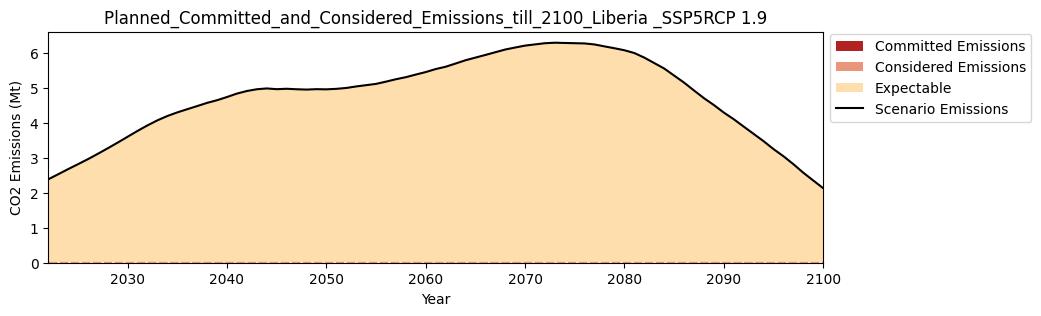 Planned_Committed_and_Considered_Emissions_till_2100_Liberia _SSP5RCP 1.9
Committed Emissions
Considered Emissions
Expectable
Scenario Emissions
CO2 Emissions (Mt)
6
5
4
3
2
1
0
2030 2040 2050 2060 2070 2080 2090 2100
Year